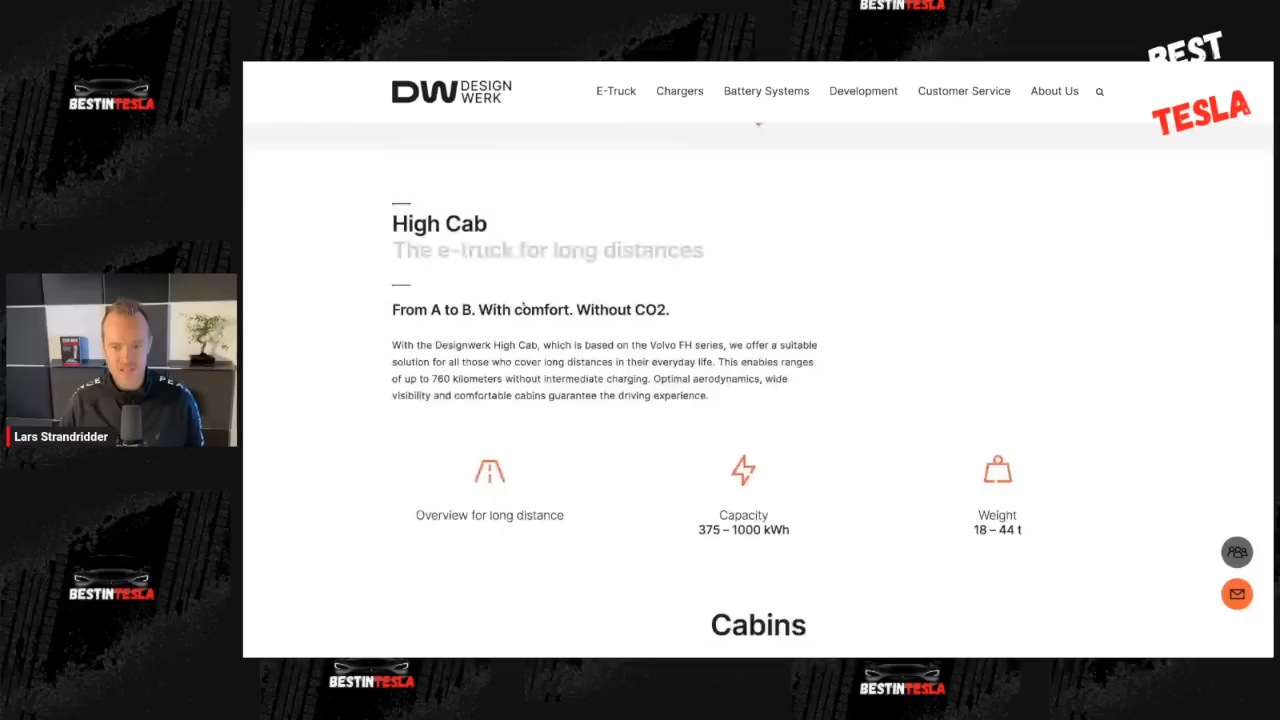 BESTINTESLA
BEST
TESLA
BESTINTESLA
DW DESIGN
WERK
E-Truck Chargers Battery Systems Development Customer Service About Us
High Cab
The e-truck for long distances
From A to B. With comfort. Without CO2.
With the Designwerk High Cab, which is based on the Volvo FH series, we offer a suitable
solution for all those who cover long distances in their everyday life. This enables ranges
of up to 760 kilometers without intermediate charging. Optimal aerodynamics, wide
visibility and comfortable cabins guarantee the driving experience.
Lars Strandridder
Overview for long distance
Capacity
375 – 1000 kWh
Weight
18 – 44 t
BESTINTESLA
Cabins
BESTINTESLA
BESTINTESLA